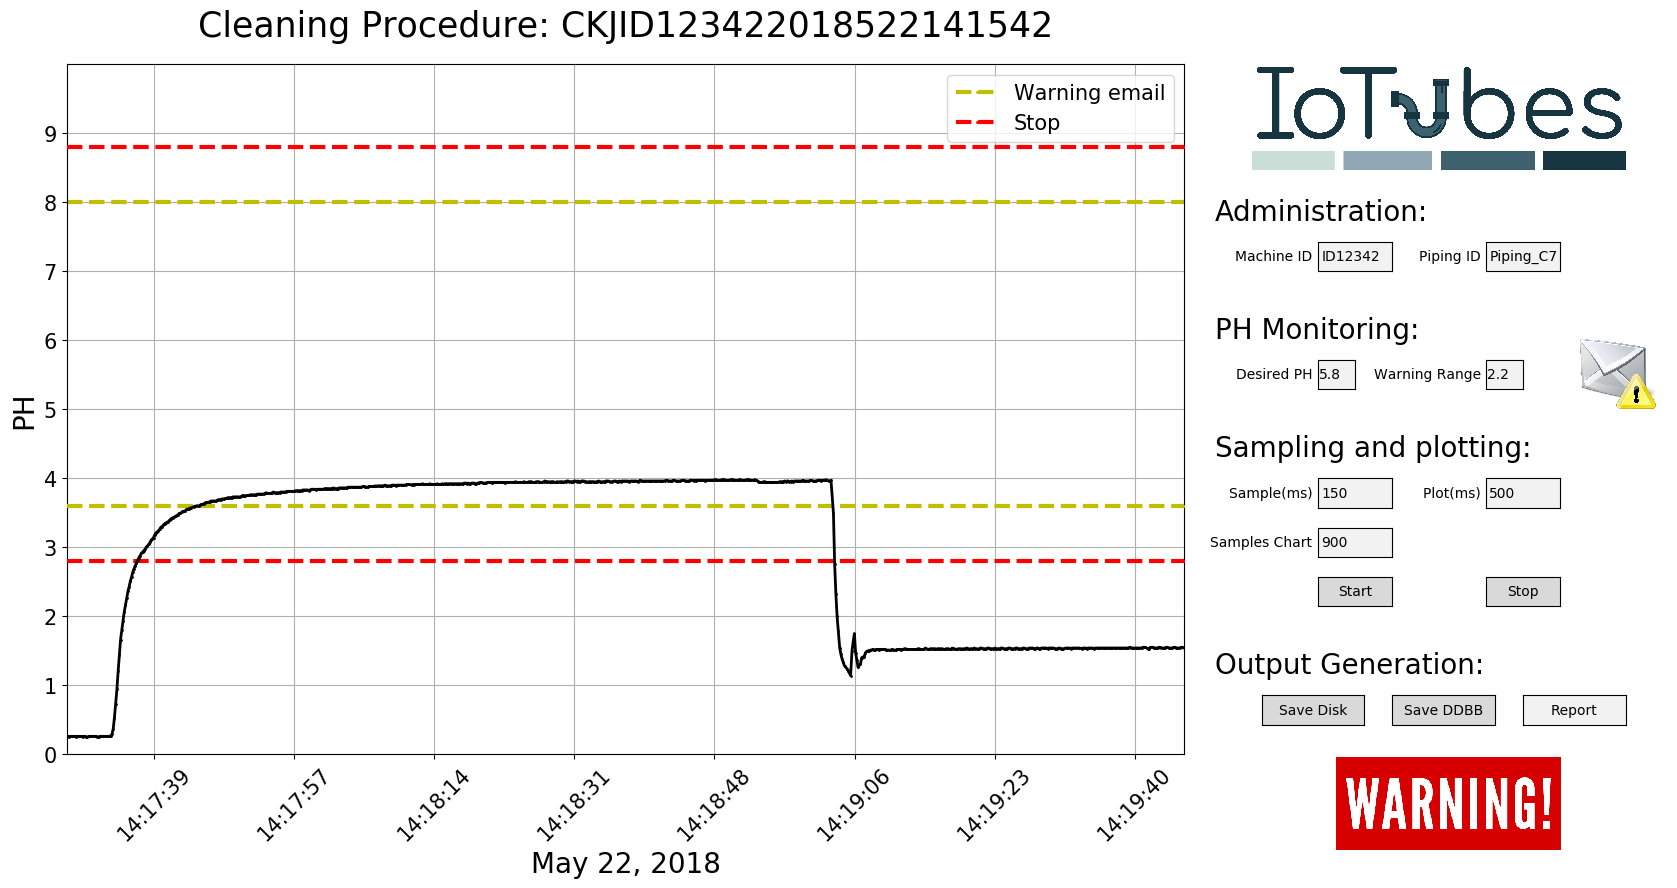 Cleaning Procedure: CKJID123422018522141542
Warning email
Stop
9
8
7
6
5
4
3
2
1
0
PH
14:17:39
14:17:57
14:18:14
14:18:31
14:18:48
14:19:06
14:19:23
14:19:40
May 22, 2018
IoTubes
Administration:
Machine ID ID12342 Piping ID Piping_C7
PH Monitoring:
Desired PH 5.8 Warning Range 2.2
Sampling and plotting:
Sample(ms) 150 Plot(ms) 500
Samples Chart 900
Start Stop
Output Generation:
Save Disk Save DDBB Report
WARNING!